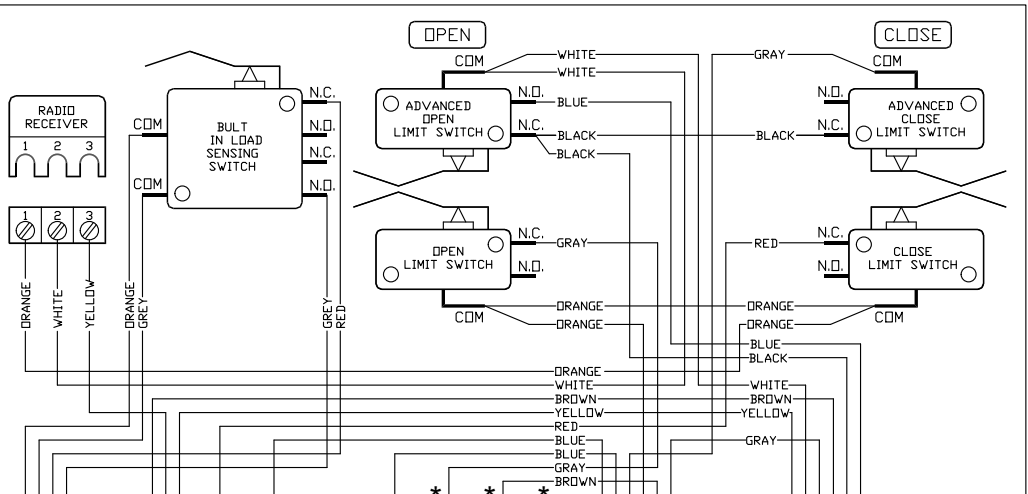 OPEN
CLOSE
WHITE
COM
WHITE
GRAY
COM
N.C.
N.O.
BLUE
N.O.
RADIO
RECEIVER
1 2 3
COM
BULT
IN LOAD
SENSING
SWITCH
N.O.
N.C.
ADVANCED
OPEN
LIMIT SWITCH
N.C.
BLACK
BLACK
BLACK
N.C.
ADVANCED
CLOSE
LIMIT SWITCH
COM
N.O.
1 2 3
N.C.
GRAY
RED
N.C.
OPEN
LIMIT SWITCH
N.O.
N.O.
CLOSE
LIMIT SWITCH
ORANGE
WHITE
YELLOW
ORANGE
GREY
GREY
RED
COM
ORANGE
ORANGE
ORANGE
ORANGE
COM
BLUE
BLACK
ORANGE
WHITE
WHITE
BROWN
BROWN
YELLOW
YELLOW
RED
BLUE
GRAY
BLUE
GRAY
BROWN
* * *